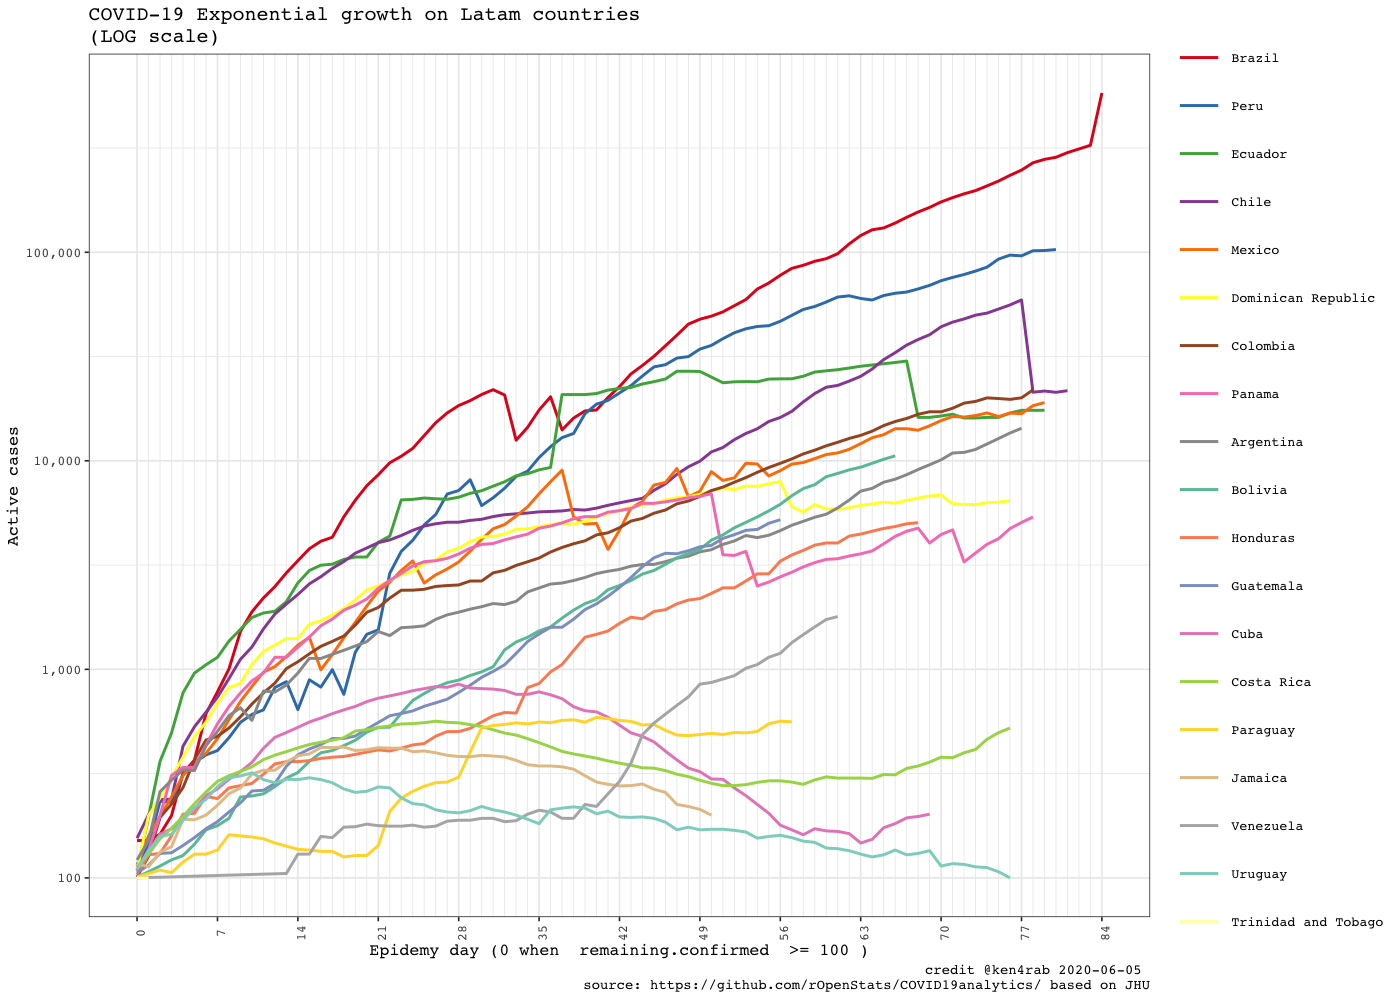 COVID-19 Exponential growth on Latam countries
(LOG scale)
Active cases
100,000
10,000
1,000
100
0 7 14 21 28 35 42 49 56 63 70 77 84
Epidemy day (0 when remaining.confirmed >= 100 )
Brazil
Peru
Ecuador
Chile
Mexico
Dominican Republic
Colombia
Panama
Argentina
Bolivia
Honduras
Guatemala
Cuba
Costa Rica
Paraguay
Jamaica
Venezuela
Uruguay
Trinidad and Tobago
credit @ken4rab 2020-06-05
source: https://github.com/rOpenStats/COVID19analytics/ based on JHU